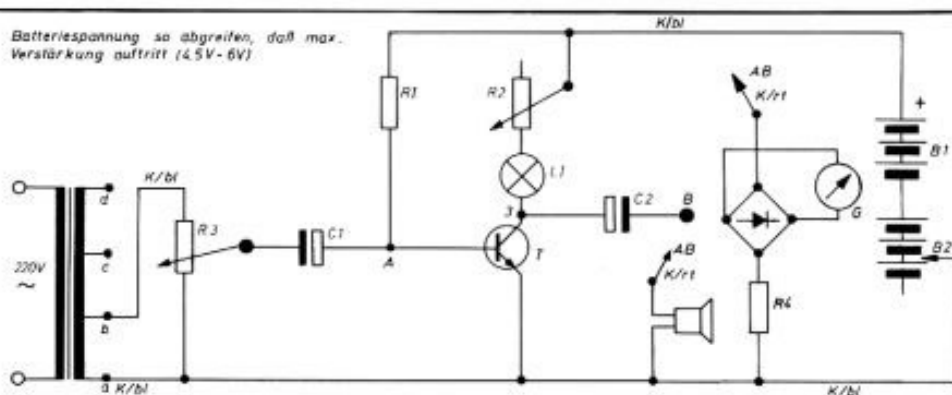 Batteriespannung so abgreifen, daß max.
Verstärkung auftritt (4,5V-6V)
K/bl
R1
R2
AB
K/rt
+
B1
L1
K/bl
d
R3
C1
A
3
T
C2
B
G
220V
~
c
AB
K/rt
B2
b
R4
a
K/bl
K/bl